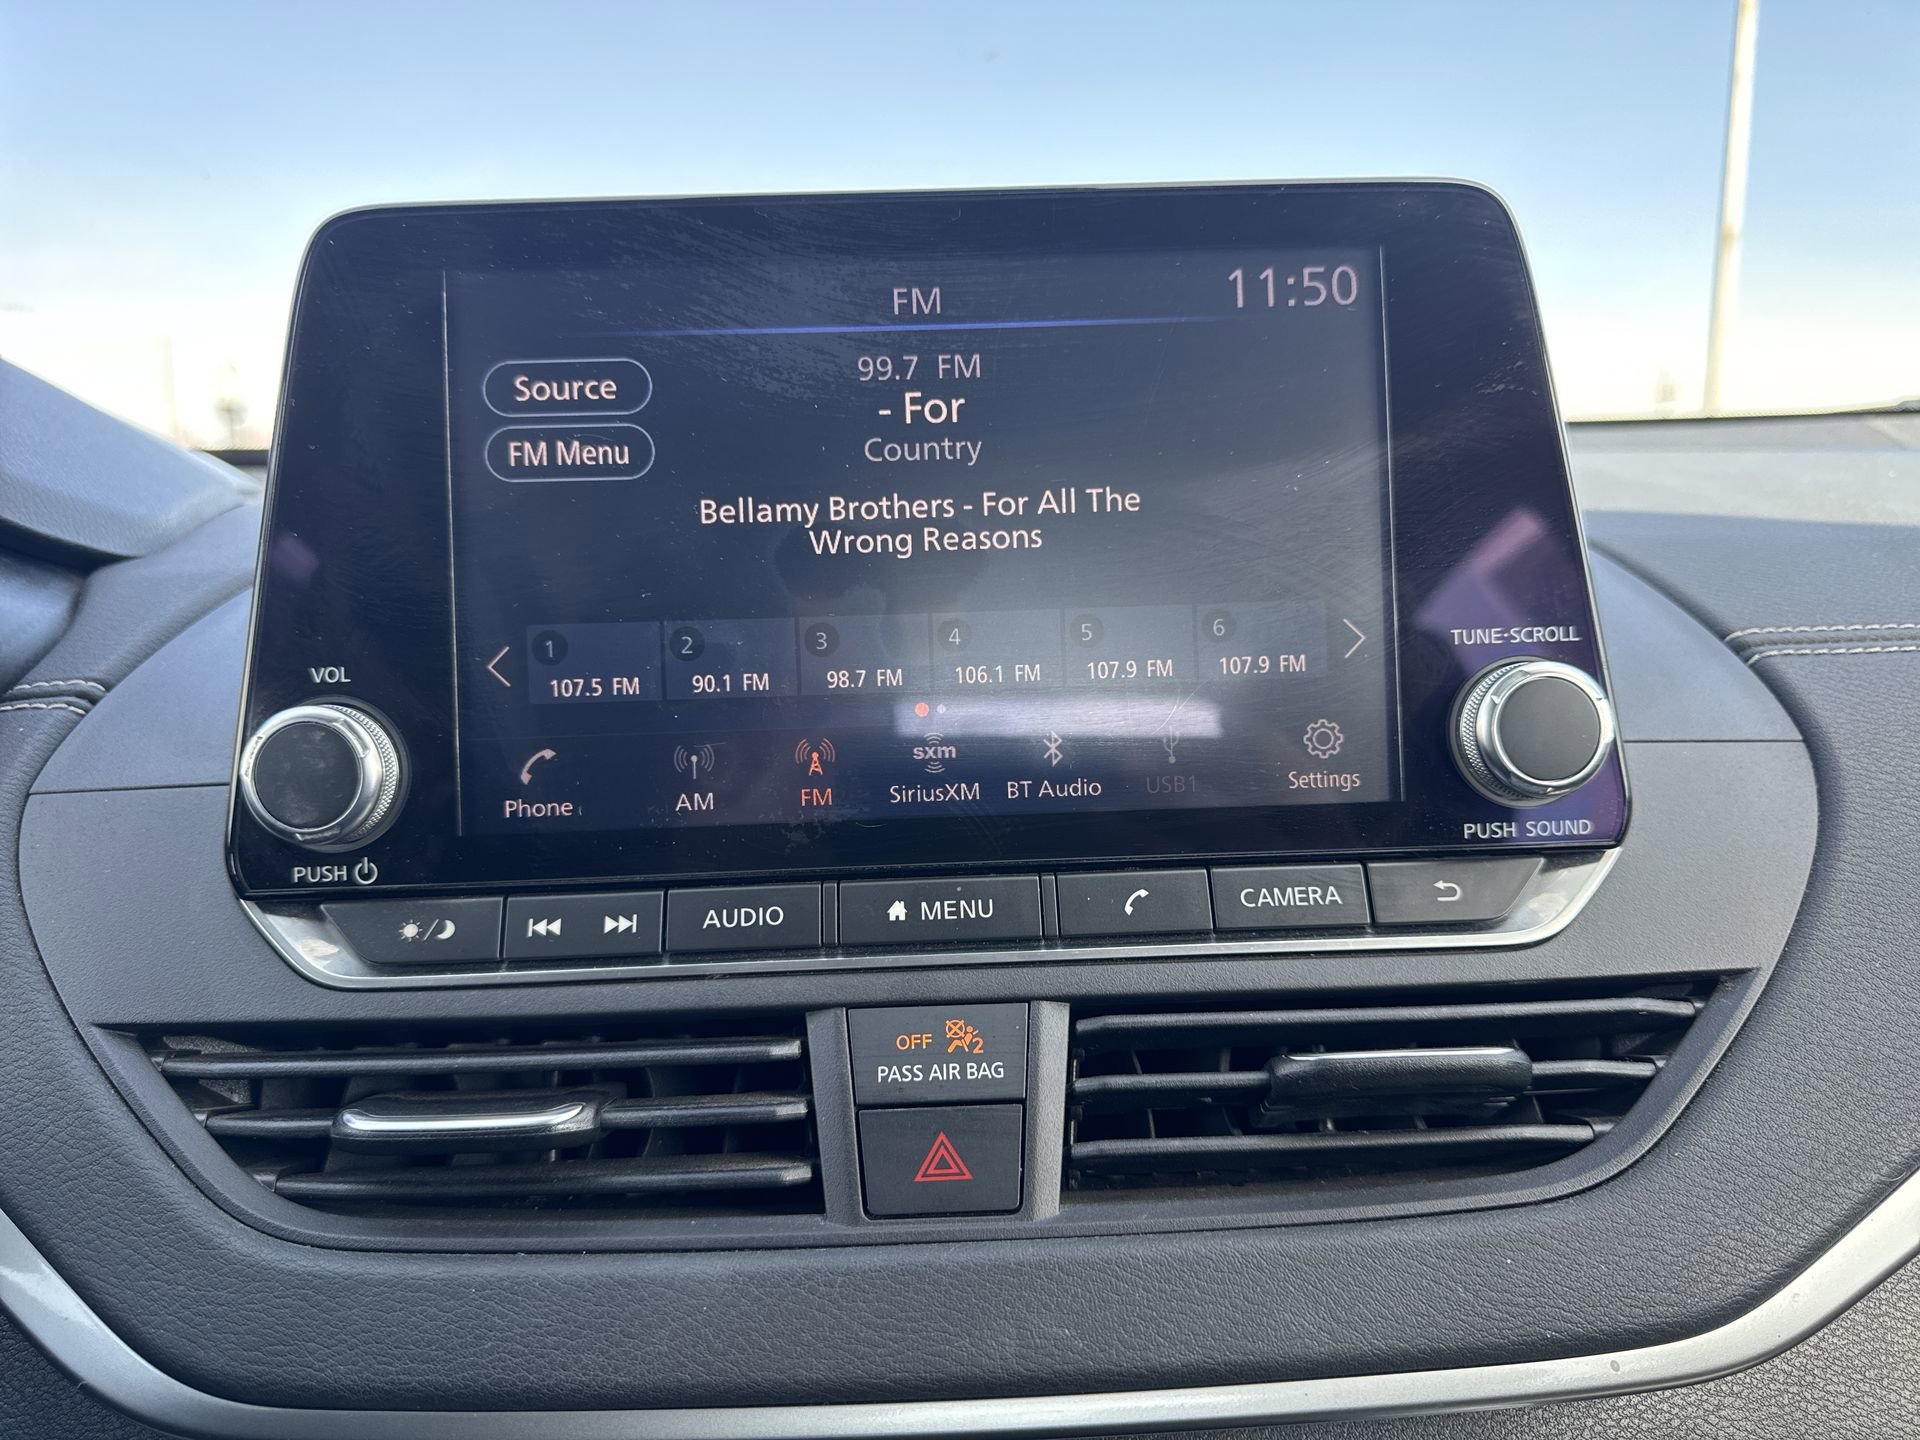 FM
11:50
Source
FM Menu
99.7 FM
- For
Country
Bellamy Brothers - For All The
Wrong Reasons
1
107.5 FM
2
90.1 FM
3
98.7 FM
4
106.1 FM
5
107.9 FM
6
107.9 FM
Phone
AM
FM
sxm
SiriusXM
BT Audio
USB1
Settings
VOL
PUSH
TUNE·SCROLL
PUSH SOUND
AUDIO
MENU
CAMERA
OFF
2
PASS AIR BAG